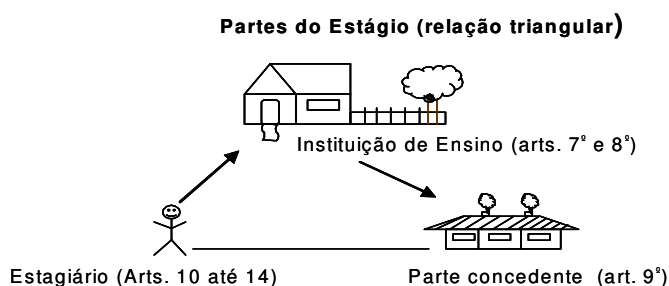 Partes do Estágio (relação triangular)
Instituição de Ensino (arts. 7º e 8º)
Estagiário (Arts. 10 até 14)
Parte concedente (art. 9º)